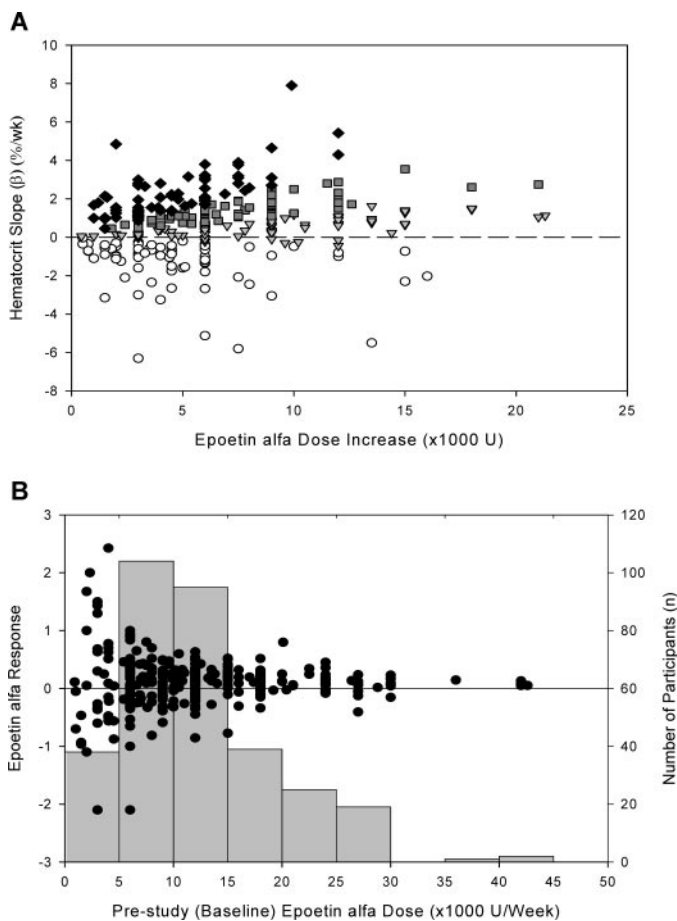 A
10
8
6
4
2
0
-2
-4
-6
-8
Hematocrit Slope (β) (%/wk)
0 5 10 15 20 25
Epoetin alfa Dose Increase (x1000 U)
B
3
2
1
0
-1
-2
-3
Epoetin alfa Response
120
100
80
60
40
20
0
Number of Participants (n)
0 5 10 15 20 25 30 35 40 45 50
Pre-study (Baseline) Epoetin alfa Dose (x1000 U/Week)